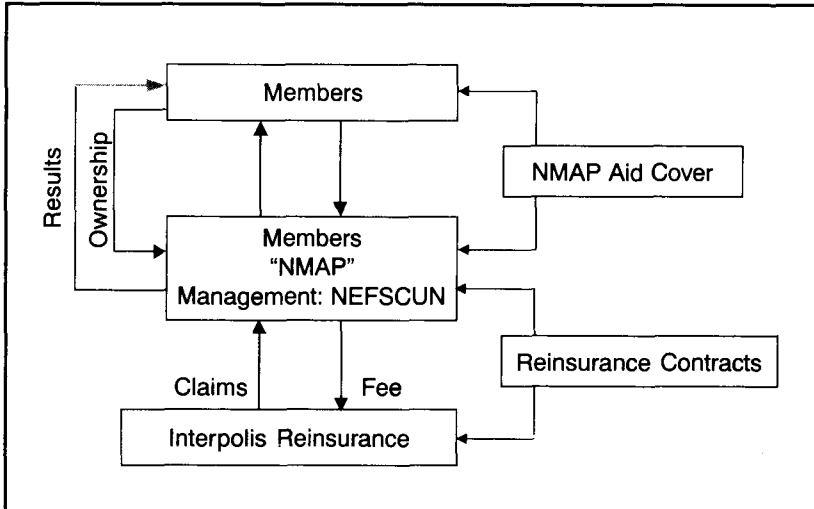 Members
Results
Ownership
NMAP Aid Cover
Members
“NMAP”
Management: NEFSCUN
Reinsurance Contracts
Claims
Fee
Interpolis Reinsurance